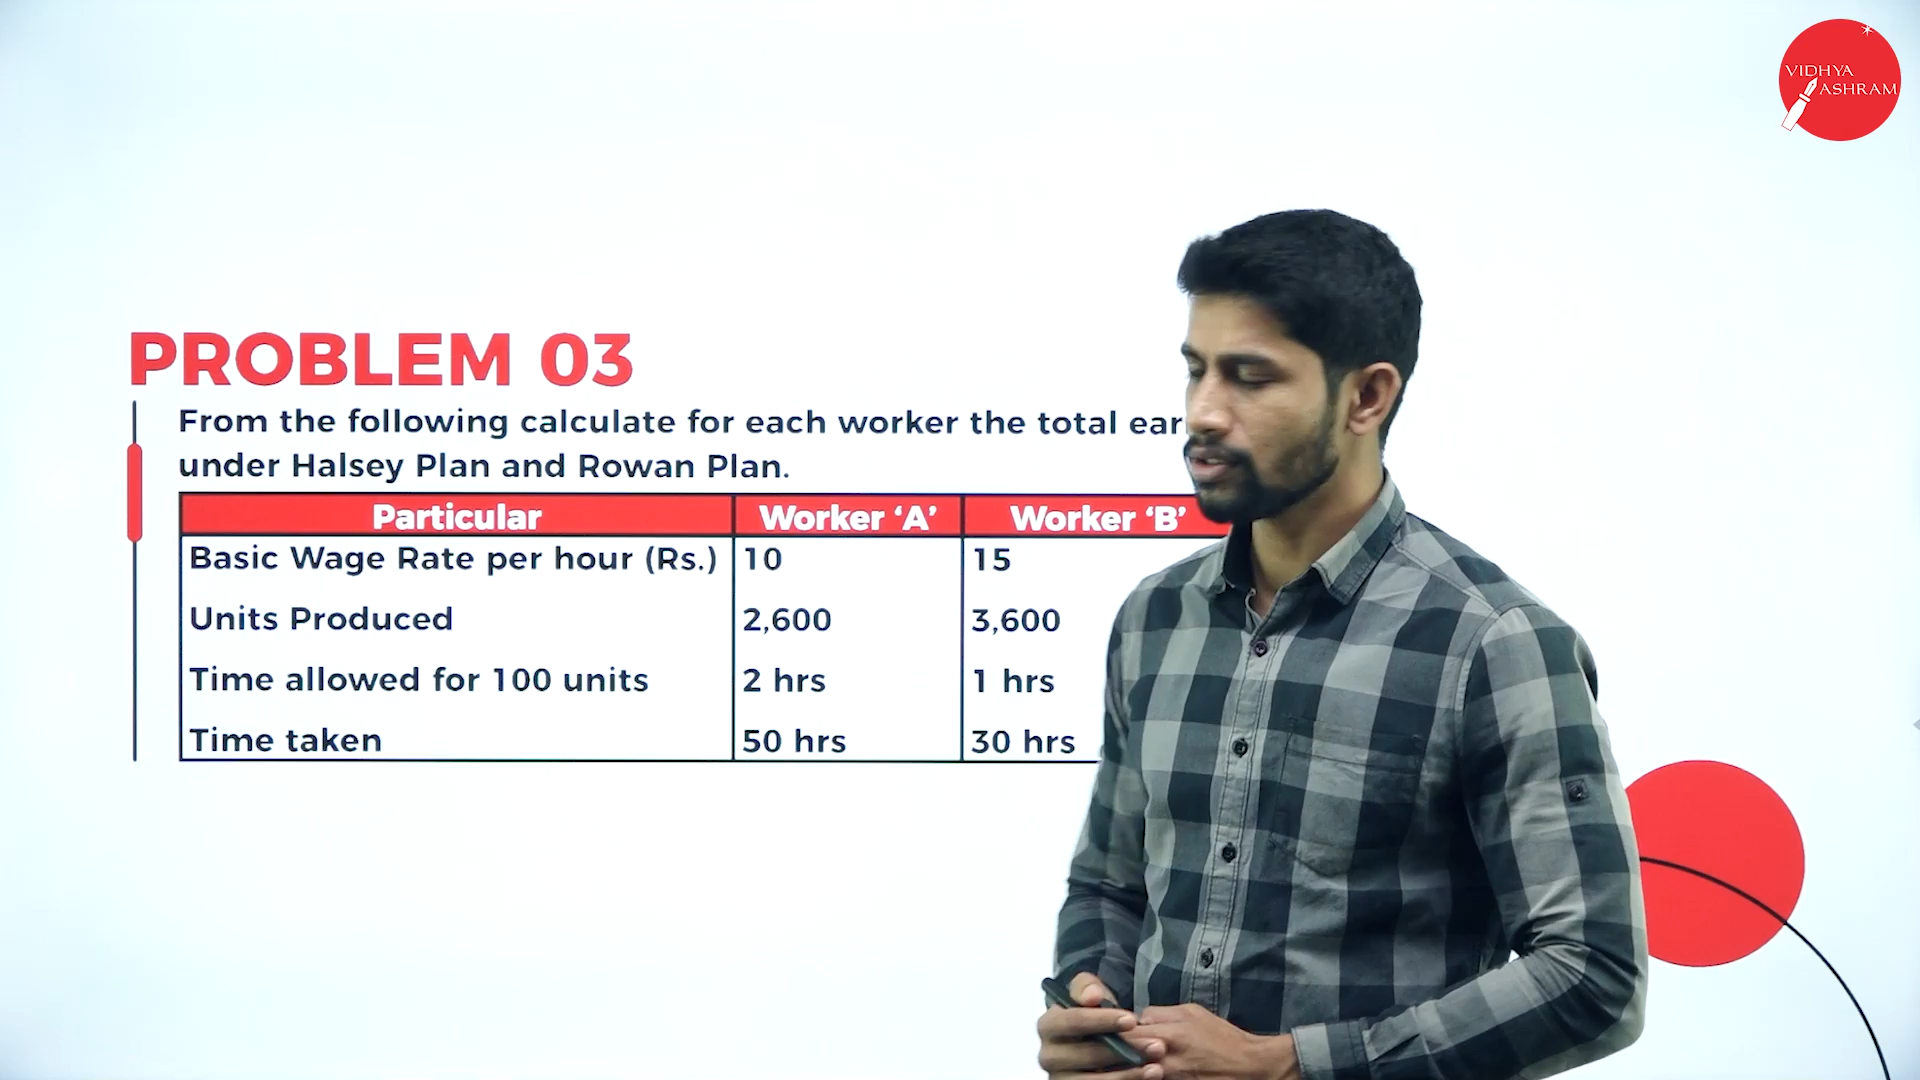 VIDHYA
ASHRAM
PROBLEM 03
From the following calculate for each worker the total
under Halsey Plan and Rowan Plan.
Particular Worker ‘A’ Worker ‘B’
Basic Wage Rate per hour (Rs.) 10 15
Units Produced 2,600 3,600
Time allowed for 100 units 2 hrs 1 hrs
Time taken 50 hrs 30 hrs